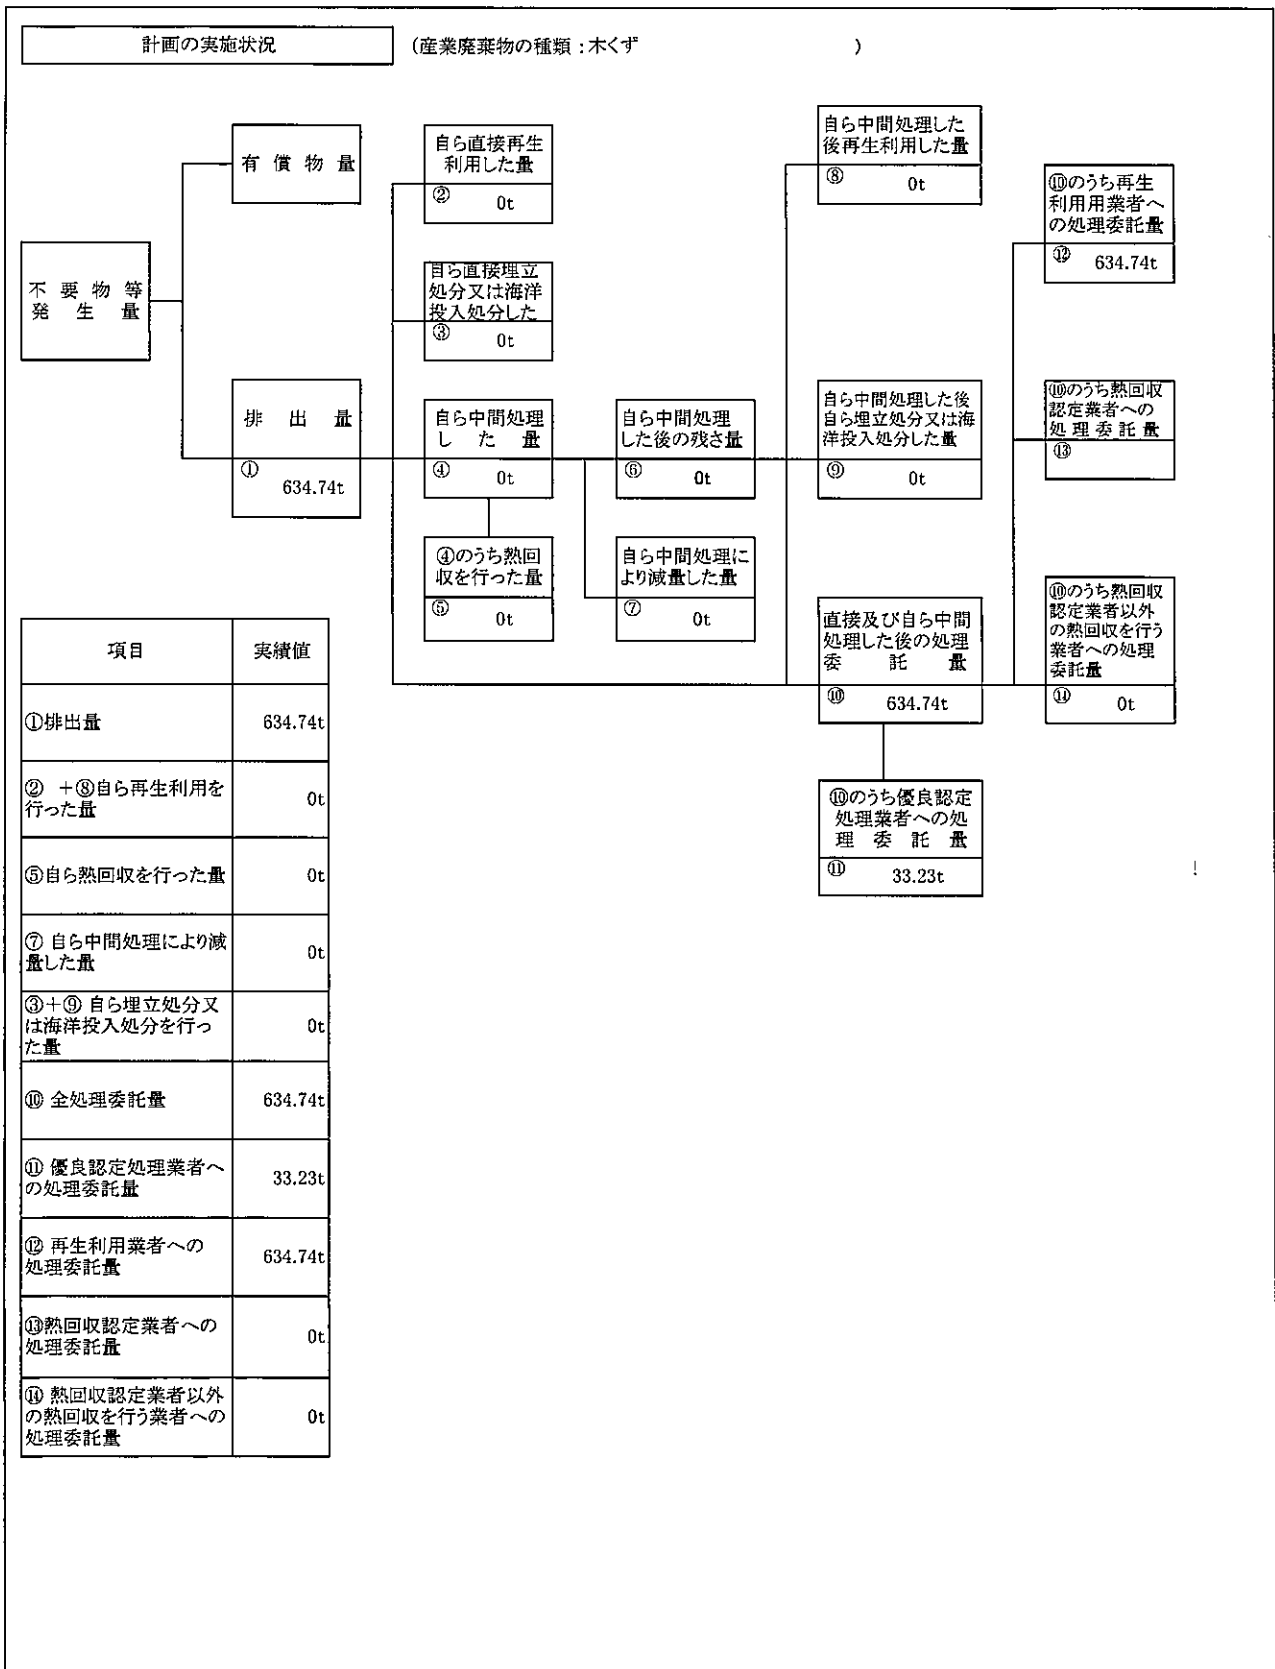 計画の実施状況
(産業廃棄物の種類：木くず
)
有償物量
不要物等
発生量
排出量
①
634.74t
自ら直接再生
利用した量
②
0t
自ら直接埋立
処分又は海洋
投入処分した
③
0t
自ら中間処理
した量
④
0t
④のうち熱回
収を行った量
⑤
0t
自ら中間処理
した後の残さ量
⑥
0t
自ら中間処理に
より減量した量
⑦
0t
自ら中間処理した
後再生利用した量
⑧
0t
自ら中間処理した後
自ら埋立処分又は海
洋投入処分した量
⑨
0t
直接及び自ら中間
処理した後の処理
委託量
⑩
634.74t
⑩のうち優良認定
処理業者への処
理委託量
⑪
33.23t
⑩のうち再生
利用用業者へ
の処理委託量
⑫
634.74t
⑩のうち熱回収
認定業者への
処理委託量
⑬
⑩のうち熱回収
認定業者以外
の熱回収を行う
業者への処理
委託量
⑭
0t
項目
実績値
①排出量
634.74t
② +⑧自ら再生利用を
行った量
0t
⑤自ら熱回収を行った量
0t
⑦ 自ら中間処理により減
量した量
0t
③+⑨ 自ら埋立処分又
は海洋投入処分を行っ
た量
0t
⑩ 全処理委託量
634.74t
⑪ 優良認定処理業者へ
の処理委託量
33.23t
⑫ 再生利用業者への
処理委託量
634.74t
⑬熱回収認定業者への
処理委託量
0t
⑭ 熱回収認定業者以外
の熱回収を行う業者への
処理委託量
0t